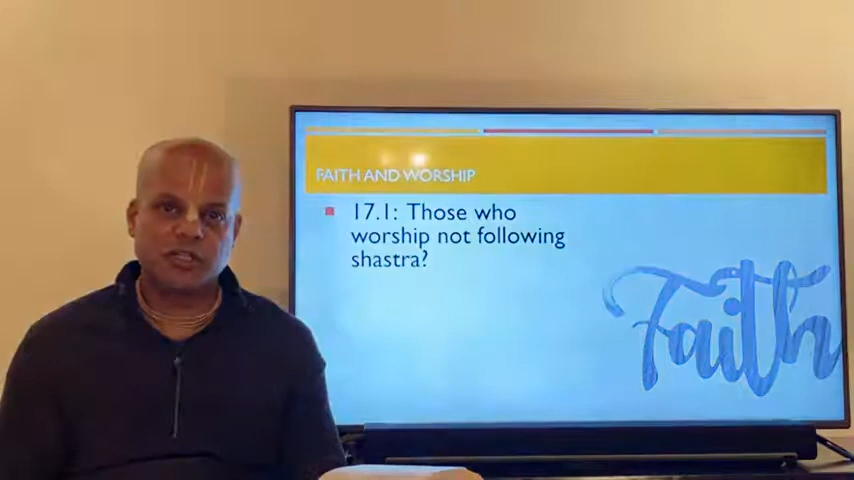 FAITH AND WORSHIP
17.1: Those who
worship not following
shastra?
Faith